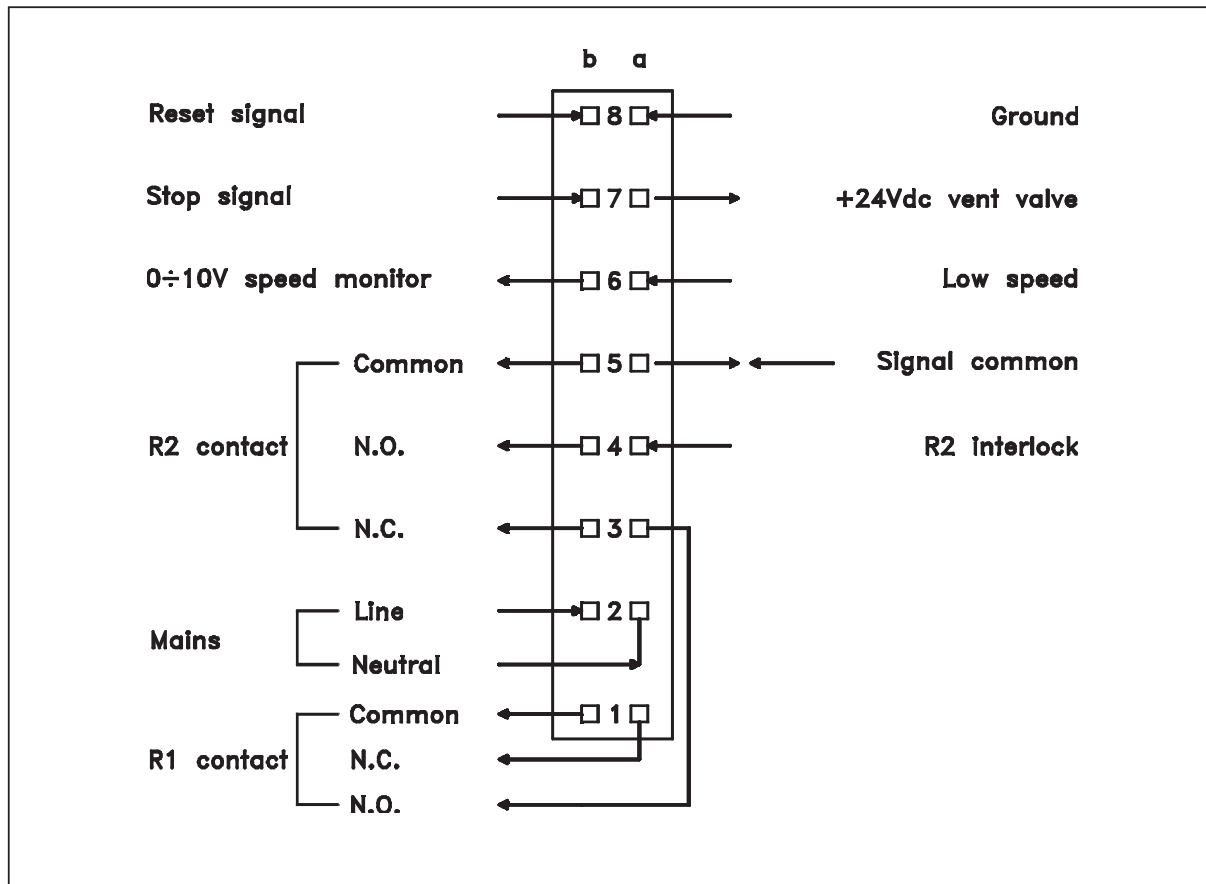 b a
Reset signal 8 Ground
Stop signal 7 +24Vdc vent valve
0÷10V speed monitor 6 Low speed
Common 5 Signal common
R2 contact N.O. 4 R2 interlock
N.C. 3
Line 2
Mains
Neutral
Common 1
R1 contact N.C.
N.O.